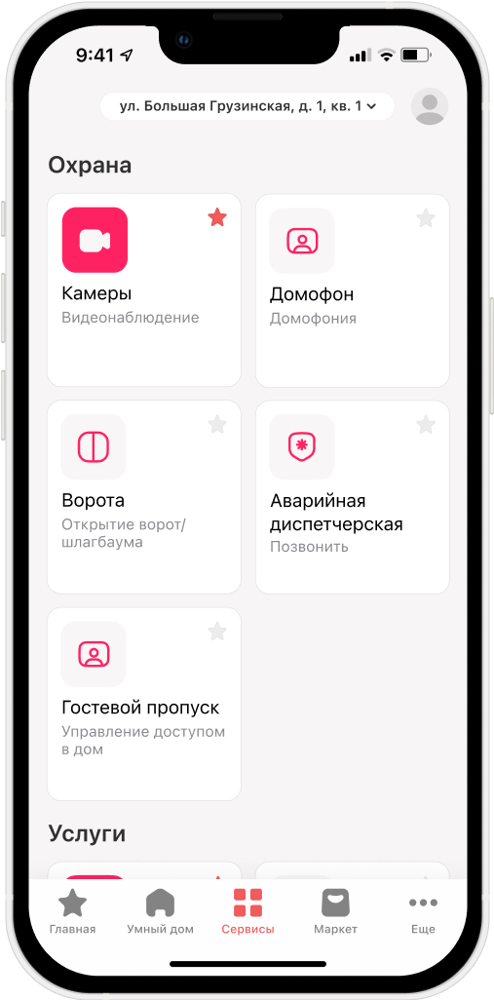 9:41
ул. Большая Грузинская, д. 1, кв. 1
Охрана
Камеры
Видеонаблюдение
Домофон
Домофония
Ворота
Открытие ворот/
шлагбаума
Аварийная
диспетчерская
Позвонить
Гостевой пропуск
Управление доступом
в дом
Услуги
Главная
Умный дом
Сервисы
Маркет
Еще